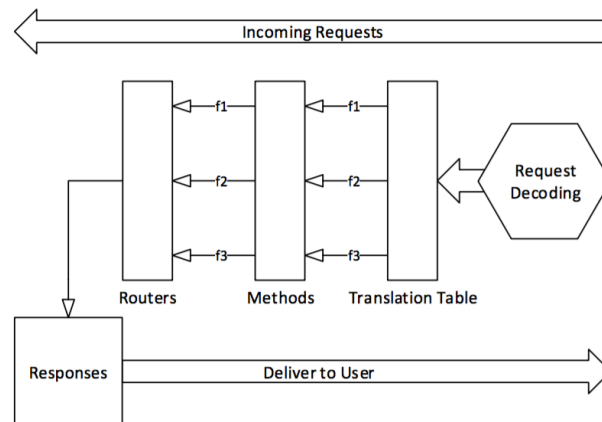 Incoming Requests
f1
f1
f2
f2
f3
f3
Request
Decoding
Routers
Methods
Translation Table
Responses
Deliver to User